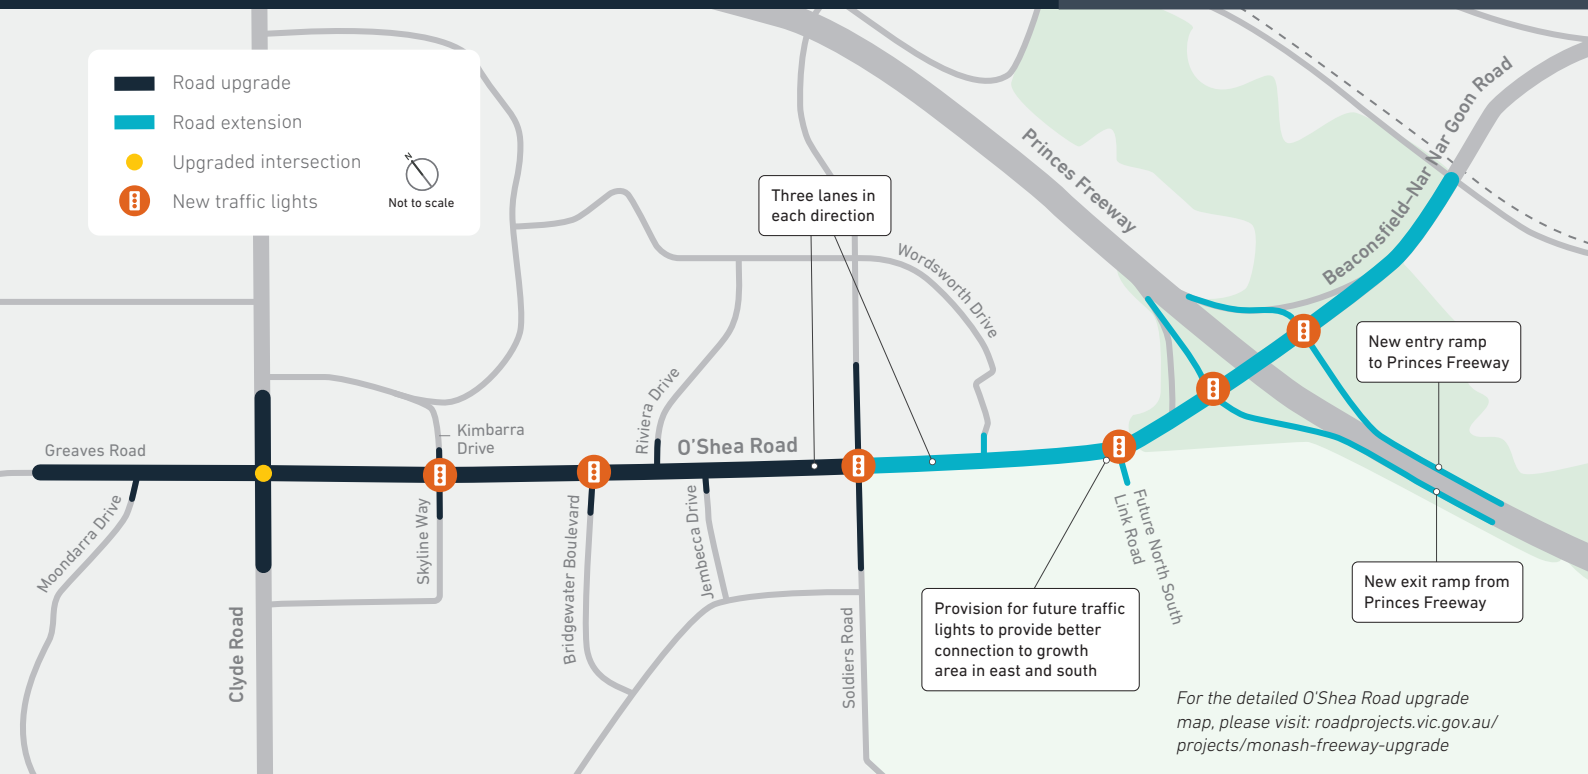 Road upgrade
Road extension
Upgraded intersection
New traffic lights
N
Not to scale
Three lanes in
each direction
Princes Freeway
Beaconsfield–Nar Nar Goon Road
Wordsworth Drive
New entry ramp
to Princes Freeway
Greaves Road
Kimbarra
Drive
Riviera Drive
O'Shea Road
Moondarra Drive
Skyline Way
Bridgewater Boulevard
Jembecca Drive
Clyde Road
Soldiers Road
Future North South
Link Road
New exit ramp from
Princes Freeway
Provision for future traffic
lights to provide better
connection to growth
area in east and south
For the detailed O'Shea Road upgrade
map, please visit: roadprojects.vic.gov.au/
projects/monash-freeway-upgrade